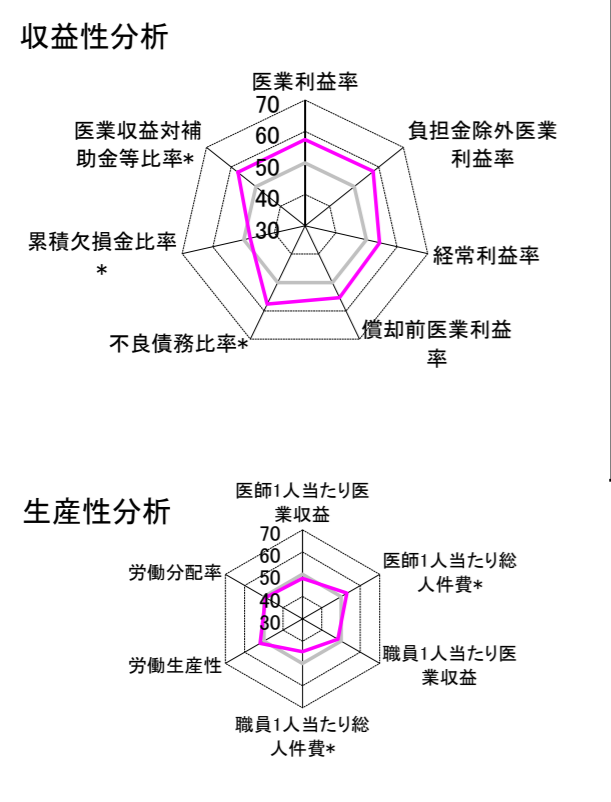 収益性分析
医業利益率
70
60
50
40
30
負担金除外医業
利益率
経常利益率
償却前医業利益
率
不良債務比率*
累積欠損金比率
*
医業収益対補
助金等比率*
生産性分析
医師1人当たり医
業収益
70
60
50
40
30
医師1人当たり総
人件費*
職員1人当たり医
業収益
職員1人当たり総
人件費*
労働生産性
労働分配率